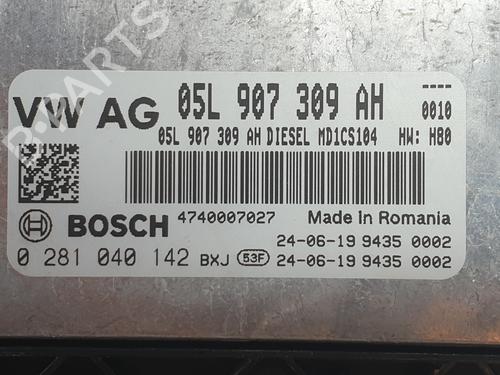 VW AG 05L 907 309 AH ----
0010
05L 907 309 AH DIESEL MD1CS104 HW: H80
BOSCH 4740007027 Made in Romania
24-06-19 9435 0002
0 281 040 142 BXJ 53F 24-06-19 9435 0002
B-PARTS